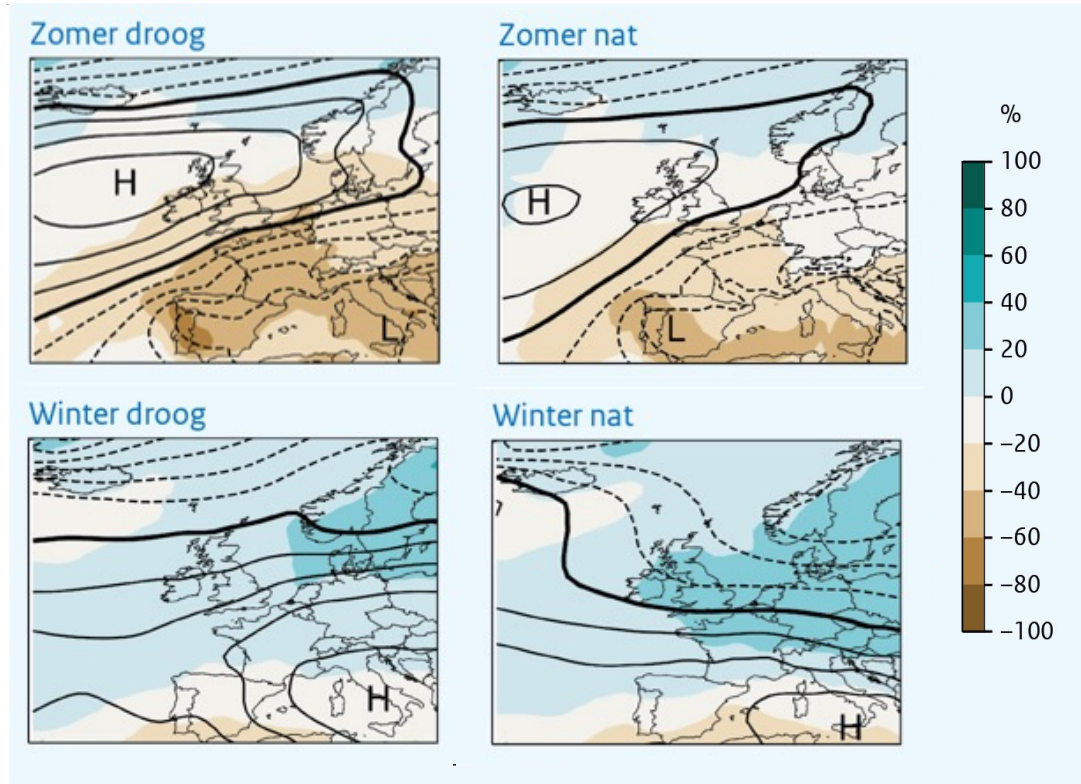 Zomer droog
Zomer nat
H
L
H
L
%
100
80
60
40
20
0
−20
−40
−60
−80
−100
Winter droog
Winter nat
H
H